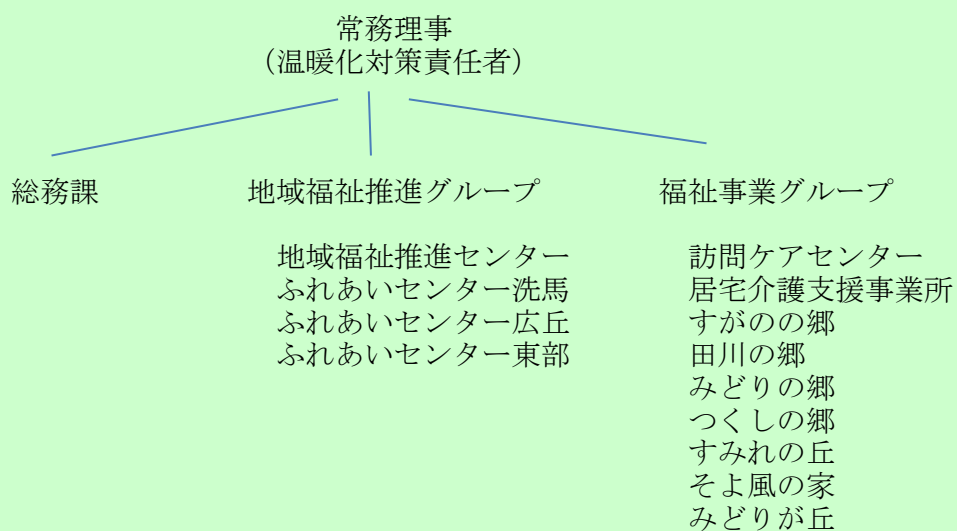 常務理事
（温暖化対策責任者）
総務課
地域福祉推進グループ
地域福祉推進センター
ふれあいセンター洗馬
ふれあいセンター広丘
ふれあいセンター東部
福祉事業グループ
訪問ケアセンター
居宅介護支援事業所
すがのの郷
田川の郷
みどりの郷
つくしの郷
すみれの丘
そよ風の家
みどりが丘